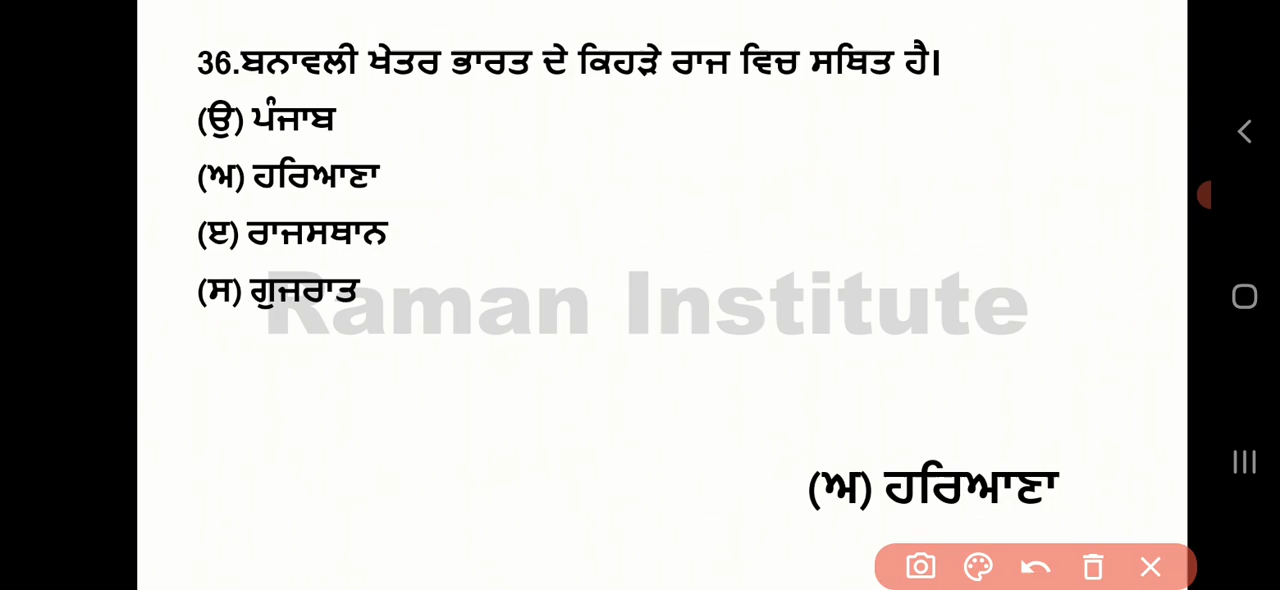 36.ਬਨਾਵਲੀ ਖੇਤਰ ਭਾਰਤ ਦੇ ਕਿਹੜੇ ਰਾਜ ਵਿਚ ਸਥਿਤ ਹੈ।
(ੳ) ਪੰਜਾਬ
(ਅ) ਹਰਿਆਣਾ
(ੲ) ਰਾਜਸਥਾਨ
(ਸ) ਗੁਜਰਾਤ
Raman Institute
(ਅ) ਹਰਿਆਣਾ